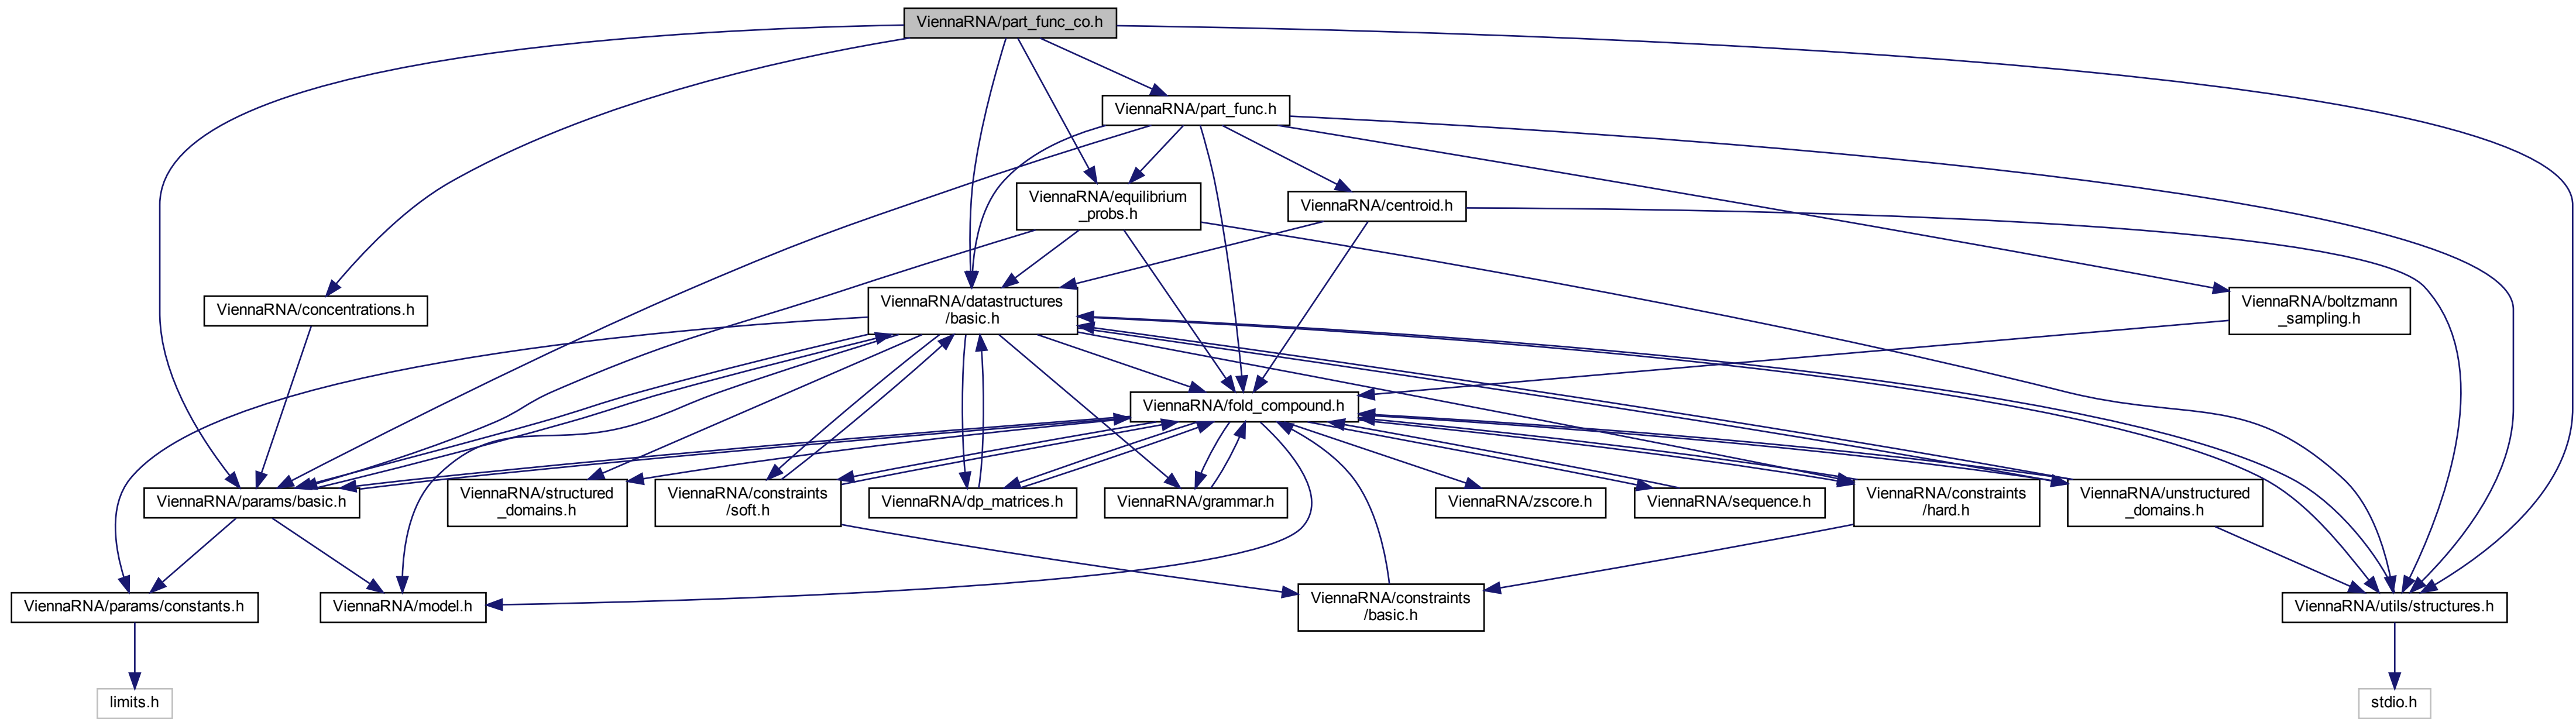 ViennaRNA/part_func_co.h
ViennaRNA/part_func.h
ViennaRNA/equilibrium
_probs.h
ViennaRNA/centroid.h
ViennaRNA/concentrations.h
ViennaRNA/datastructures
/basic.h
ViennaRNA/boltzmann
_sampling.h
ViennaRNA/fold_compound.h
ViennaRNA/params/basic.h
ViennaRNA/structured
_domains.h
ViennaRNA/constraints
/soft.h
ViennaRNA/dp_matrices.h
ViennaRNA/grammar.h
ViennaRNA/zscore.h
ViennaRNA/sequence.h
ViennaRNA/constraints
/hard.h
ViennaRNA/unstructured
_domains.h
ViennaRNA/params/constants.h
ViennaRNA/model.h
ViennaRNA/constraints
/basic.h
ViennaRNA/utils/structures.h
limits.h
stdio.h